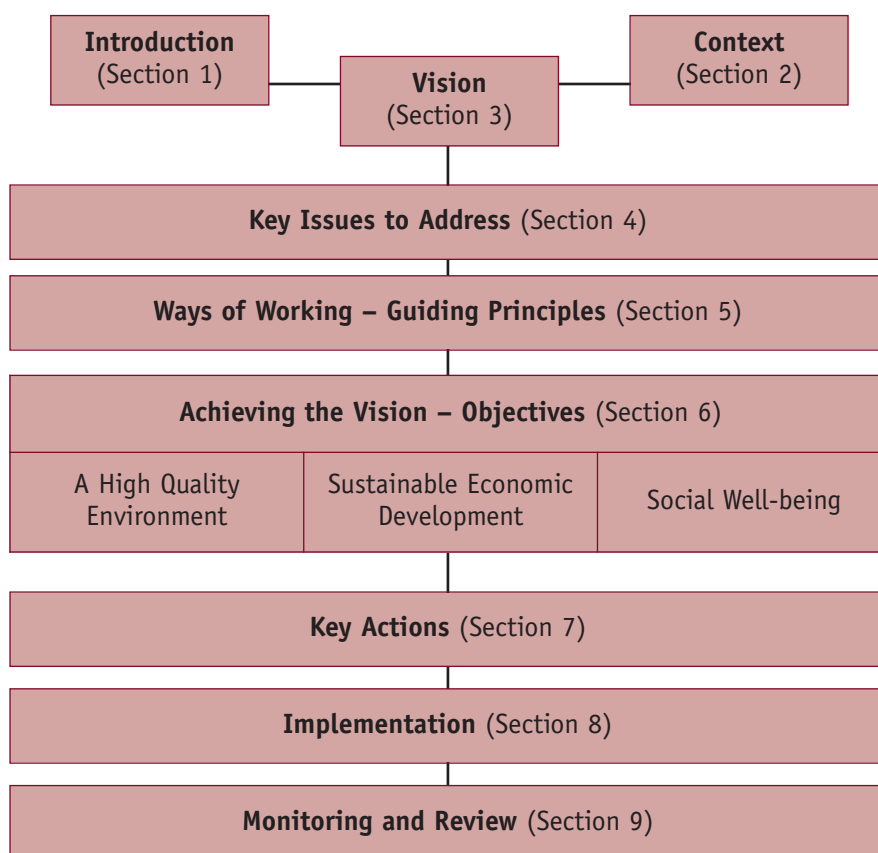 Introduction
(Section 1)
Context
(Section 2)
Vision
(Section 3)
Key Issues to Address (Section 4)
Ways of Working – Guiding Principles (Section 5)
Achieving the Vision – Objectives (Section 6)
A High Quality
Environment
Sustainable Economic
Development
Social Well-being
Key Actions (Section 7)
Implementation (Section 8)
Monitoring and Review (Section 9)